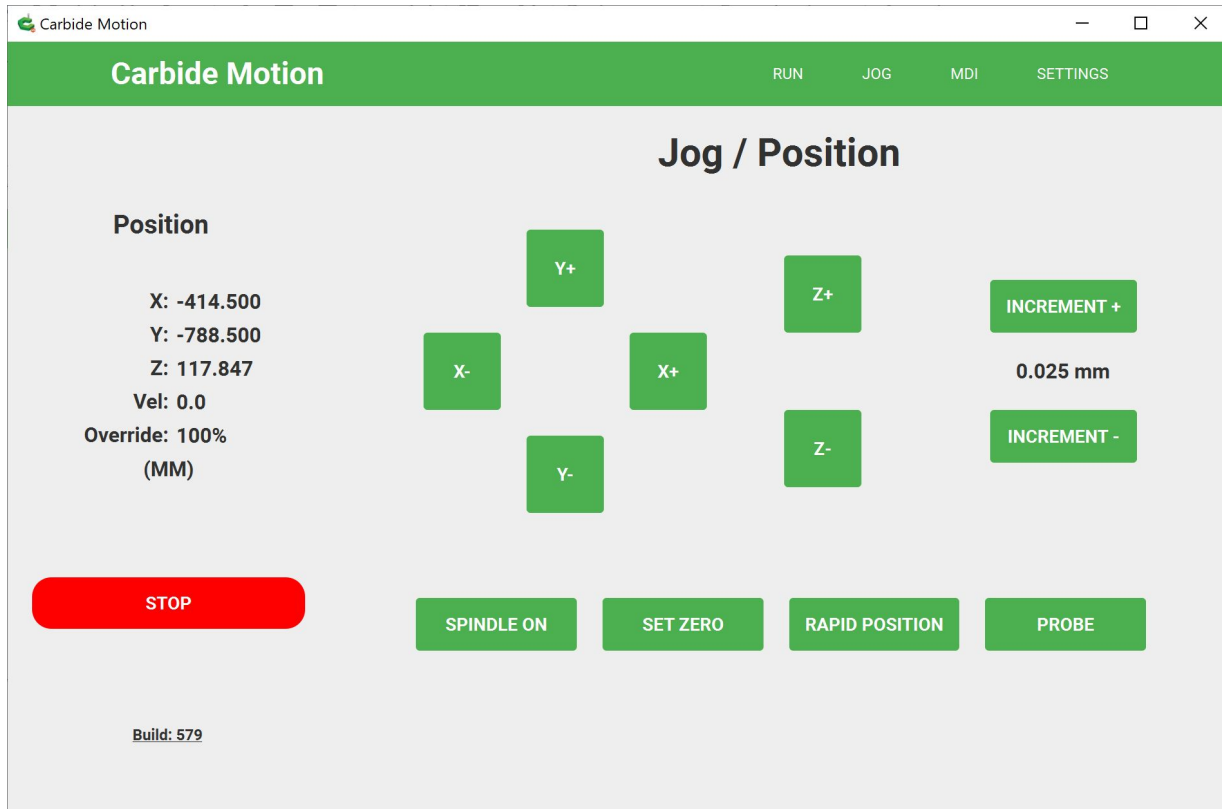 Carbide Motion
Carbide Motion
RUN JOG MDI SETTINGS
Jog / Position
Position
X: -414.500
Y: -788.500
Z: 117.847
Vel: 0.0
Override: 100%
(MM)
Y+
X-
X+
Y-
Z+
Z-
INCREMENT +
0.025 mm
INCREMENT -
STOP
SPINDLE ON SET ZERO RAPID POSITION PROBE
Build: 579